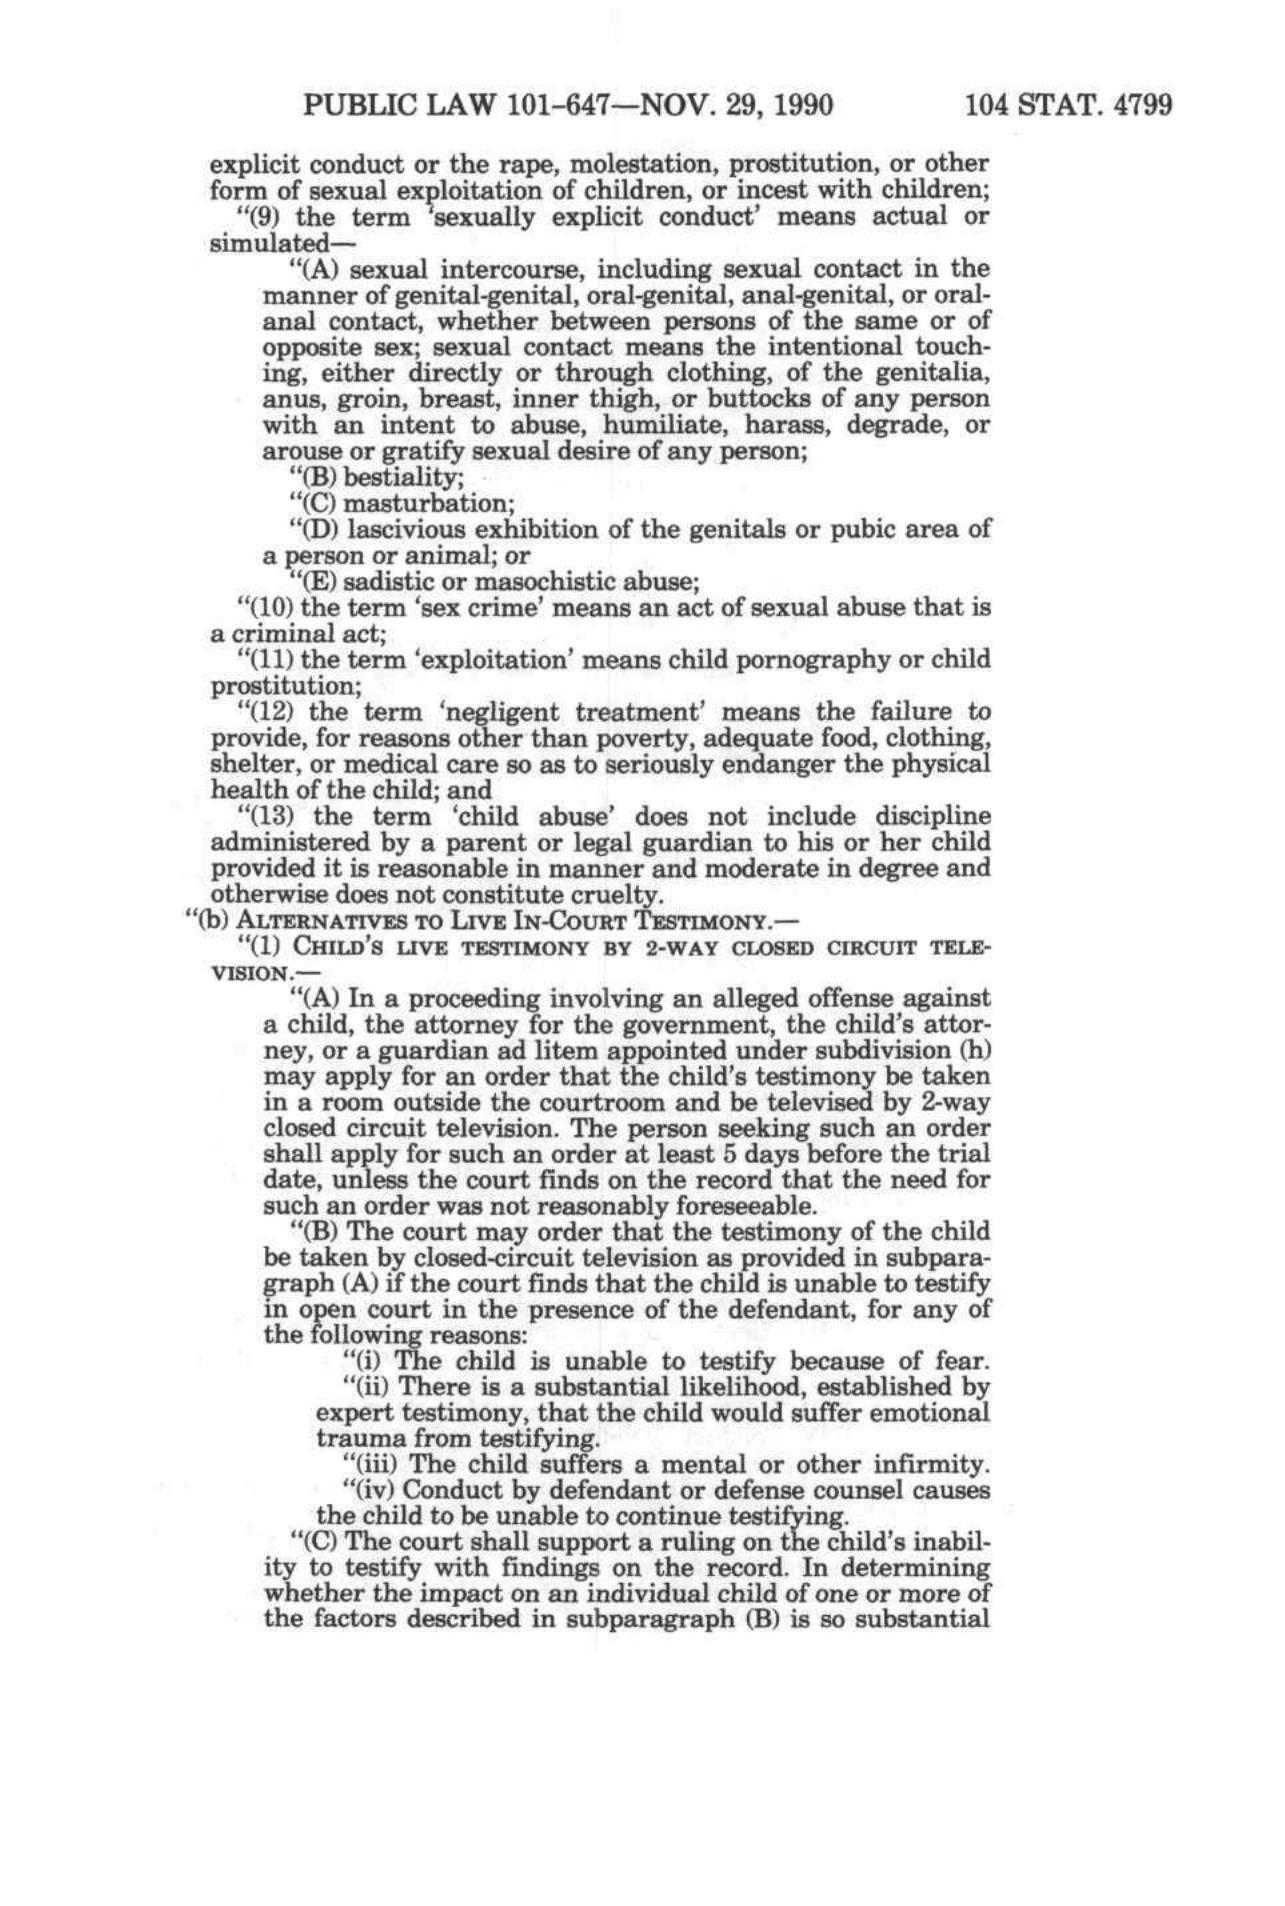 PUBLIC LAW 101–647—NOV. 29, 1990 104 STAT. 4799
explicit conduct or the rape, molestation, prostitution, or other
form of sexual exploitation of children, or incest with children;
“(9) the term ‘sexually explicit conduct’ means actual or
simulated—
“(A) sexual intercourse, including sexual contact in the
manner of genital-genital, oral-genital, anal-genital, or oral-
anal contact, whether between persons of the same or of
opposite sex; sexual contact means the intentional touch-
ing, either directly or through clothing, of the genitalia,
anus, groin, breast, inner thigh, or buttocks of any person
with an intent to abuse, humiliate, harass, degrade, or
arouse or gratify sexual desire of any person;
“(B) bestiality;
“(C) masturbation;
“(D) lascivious exhibition of the genitals or pubic area of
a person or animal; or
“(E) sadistic or masochistic abuse;
“(10) the term ‘sex crime’ means an act of sexual abuse that is
a criminal act;
“(11) the term ‘exploitation’ means child pornography or child
prostitution;
“(12) the term ‘negligent treatment’ means the failure to
provide, for reasons other than poverty, adequate food, clothing,
shelter, or medical care so as to seriously endanger the physical
health of the child; and
“(13) the term ‘child abuse’ does not include discipline
administered by a parent or legal guardian to his or her child
provided it is reasonable in manner and moderate in degree and
otherwise does not constitute cruelty.
“(b) ALTERNATIVES TO LIVE IN-COURT TESTIMONY.—
“(1) CHILD’S LIVE TESTIMONY BY 2-WAY CLOSED CIRCUIT TELE-
VISION.—
“(A) In a proceeding involving an alleged offense against
a child, the attorney for the government, the child’s attor-
ney, or a guardian ad litem appointed under subdivision (h)
may apply for an order that the child’s testimony be taken
in a room outside the courtroom and be televised by 2-way
closed circuit television. The person seeking such an order
shall apply for such an order at least 5 days before the trial
date, unless the court finds on the record that the need for
such an order was not reasonably foreseeable.
“(B) The court may order that the testimony of the child
be taken by closed-circuit television as provided in subpara-
graph (A) if the court finds that the child is unable to testify
in open court in the presence of the defendant, for any of
the following reasons:
“(i) The child is unable to testify because of fear.
“(ii) There is a substantial likelihood, established by
expert testimony, that the child would suffer emotional
trauma from testifying.
“(iii) The child suffers a mental or other infirmity.
“(iv) Conduct by defendant or defense counsel causes
the child to be unable to continue testifying.
“(C) The court shall support a ruling on the child’s inabil-
ity to testify with findings on the record. In determining
whether the impact on an individual child of one or more of
the factors described in subparagraph (B) is so substantial